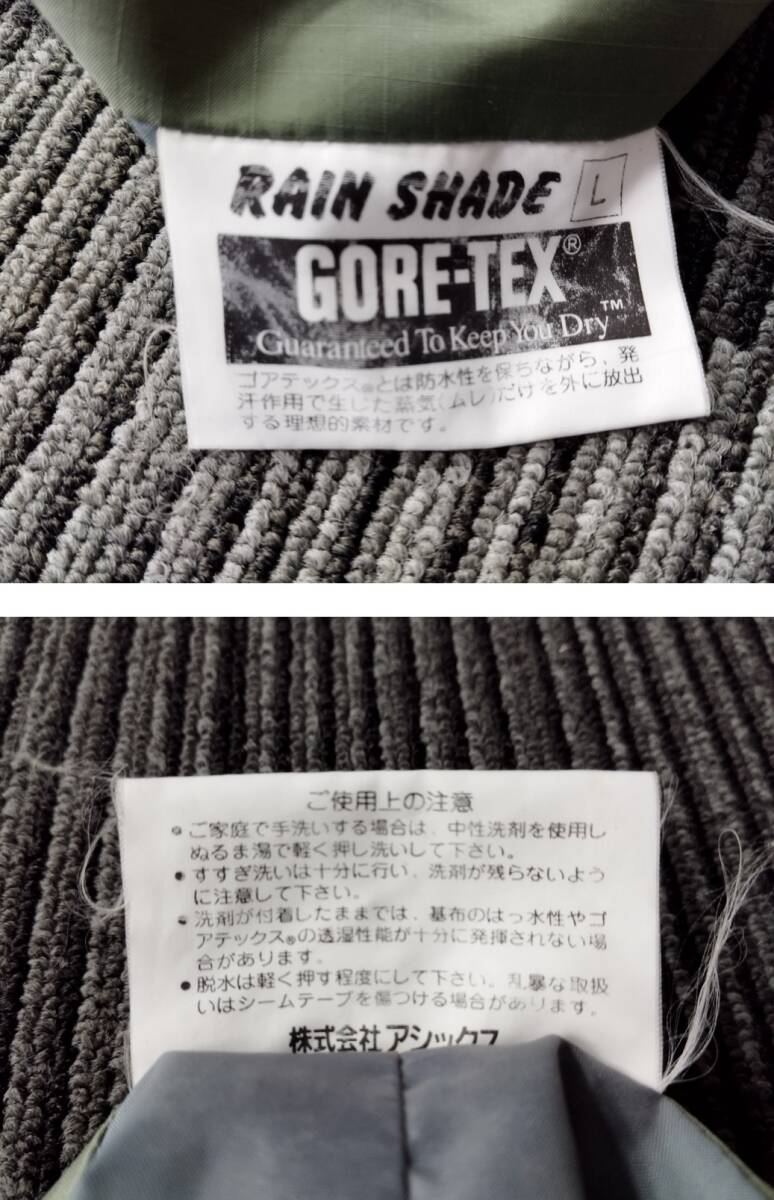 RAIN SHADE L
GORE-TEX®
Guaranteed To Keep You Dry™
ゴアテックス®とは防水性を保ちながら、発
汗作用で生じた蒸気(ムレ)だけを外に放出
する理想的素材です。
ご使用上の注意
●ご家庭で手洗いする場合は、中性洗剤を使用し
ぬるま湯で軽く押し洗いして下さい。
●すすぎ洗いは十分に行い、洗剤が残らないよう
に注意して下さい。
●洗剤が付着したままでは、基布のはっ水性やゴ
アテックス®の透湿性能が十分に発揮されない場
合があります。
●脱水は軽く押す程度にして下さい。乱暴な取扱
いはシームテープを傷つける場合があります。
株式会社アシックス